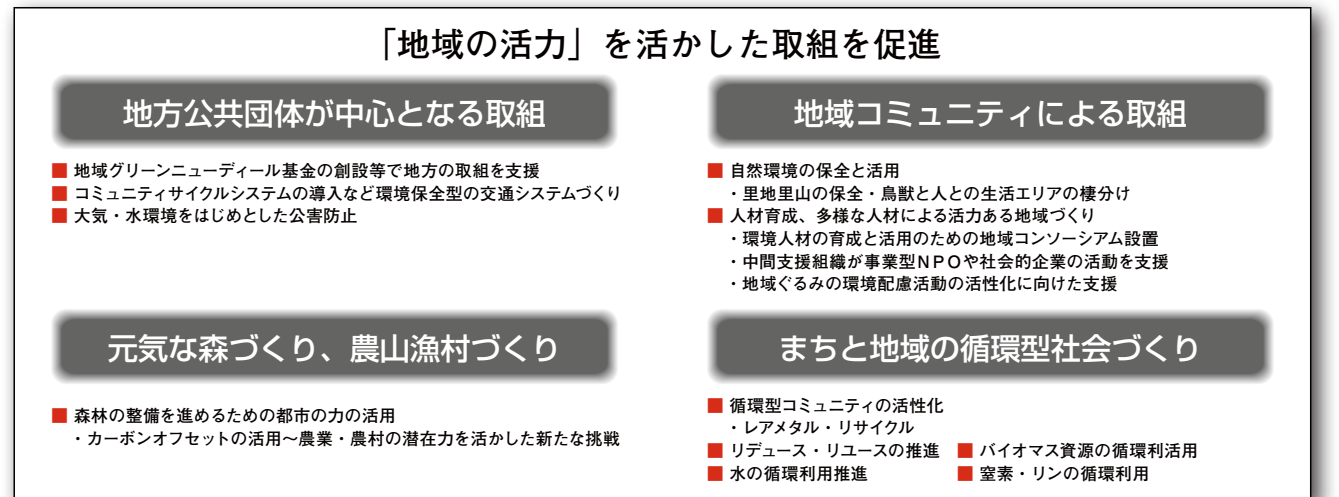 「地域の活力」を活かした取組を促進
地方公共団体が中心となる取組
■ 地域グリーンニューディール基金の創設等で地方の取組を支援
■ コミュニティサイクルシステムの導入など環境保全型の交通システムづくり
■ 大気・水環境をはじめとした公害防止
地域コミュニティによる取組
■ 自然環境の保全と活用
・里地里山の保全・鳥獣と人との生活エリアの棲分け
■ 人材育成、多様な人材による活力ある地域づくり
・環境人材の育成と活用のための地域コンソーシアム設置
・中間支援組織が事業型NPOや社会的企業の活動を支援
・地域ぐるみの環境配慮活動の活性化に向けた支援
元気な森づくり、農山漁村づくり
■ 森林の整備を進めるための都市の力の活用
・カーボンオフセットの活用～農業・農村の潜在力を活かした新たな挑戦
まちと地域の循環型社会づくり
■ 循環型コミュニティの活性化
・レアメタル・リサイクル
■ リデュース・リユースの推進 ■ バイオマス資源の循環利活用
■ 水の循環利用推進 ■ 窒素・リンの循環利用